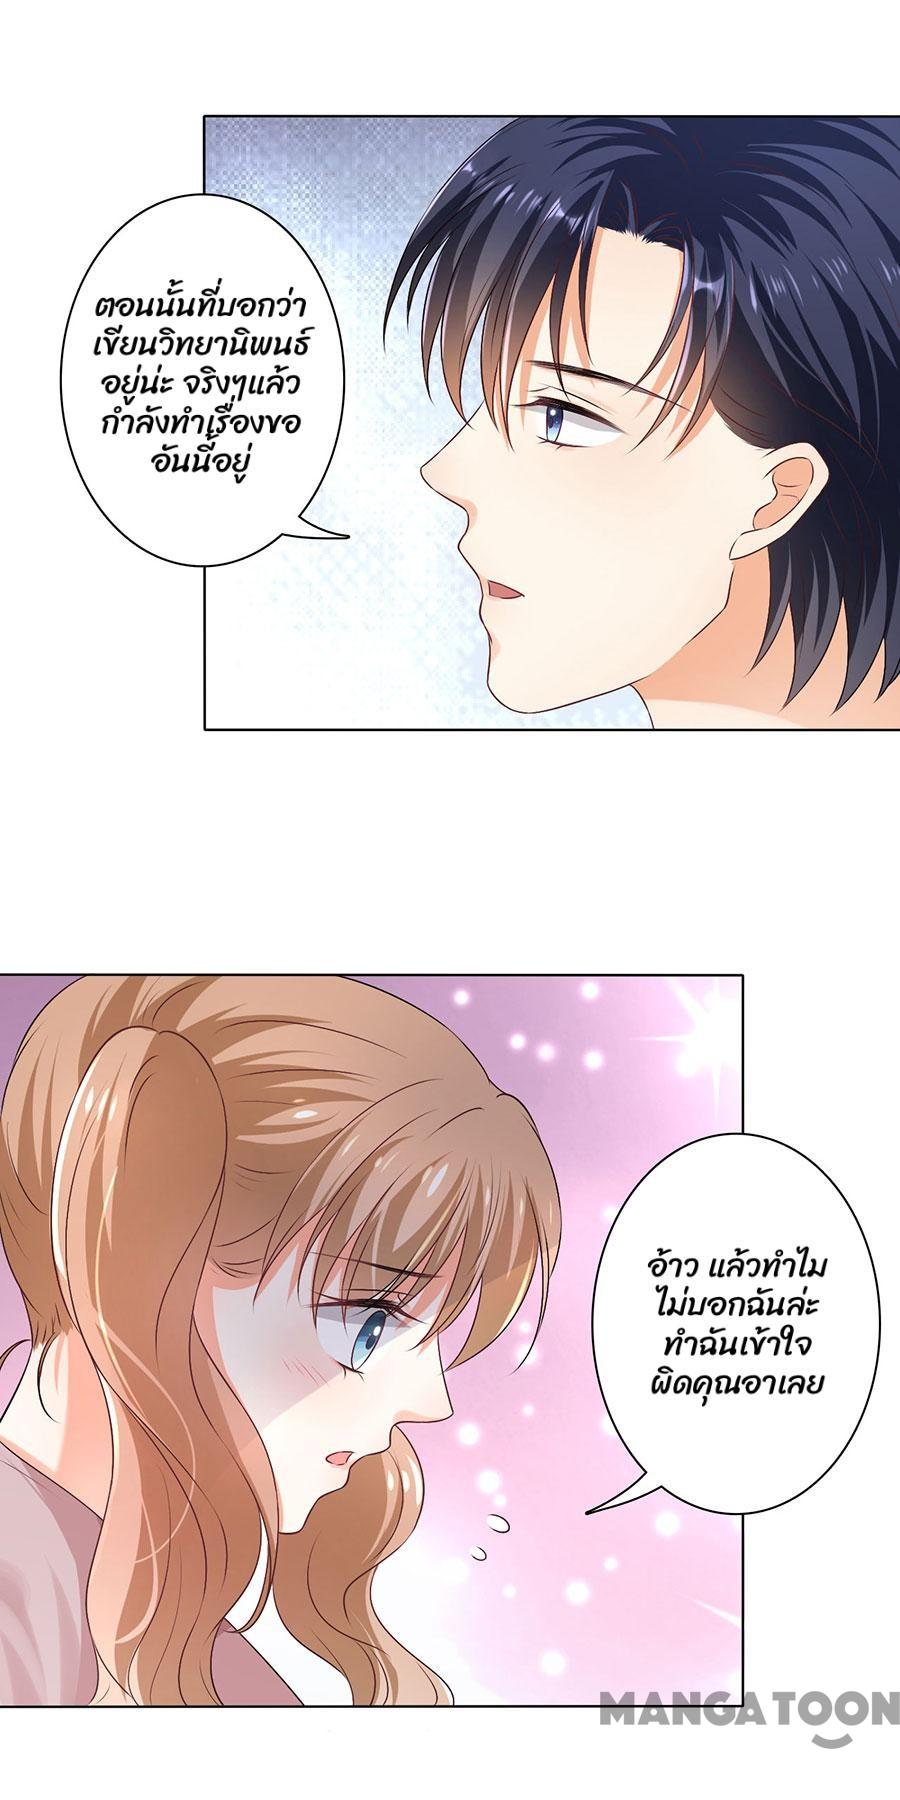 ตอนนั้นที่บอกว่า
เขียนวิทยานิพนธ์
อยู่น่ะ จริงๆแล้ว
กำลังทำเรื่องขอ
อันนี้อยู่
อ้าว แล้วทำไม
ไม่บอกฉันล่ะ
ทำฉันเข้าใจ
ผิดคุณอาเลย
MANGATOON